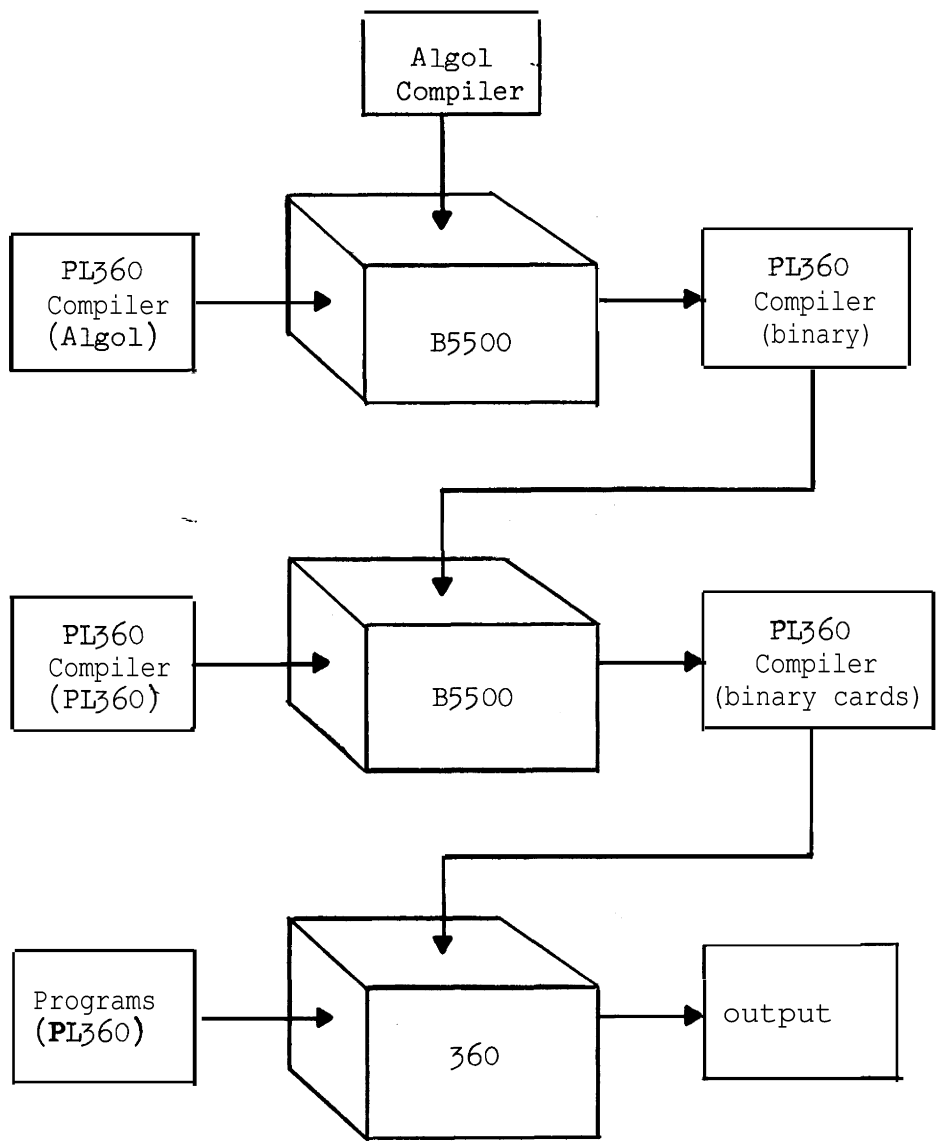 Algol
Compiler
PL360
Compiler
(Algol)
B5500
PL360
Compiler
(binary)
PL360
Compiler
(PL360)
B5500
PL360
Compiler
(binary cards)
Programs
(PL360)
360
output